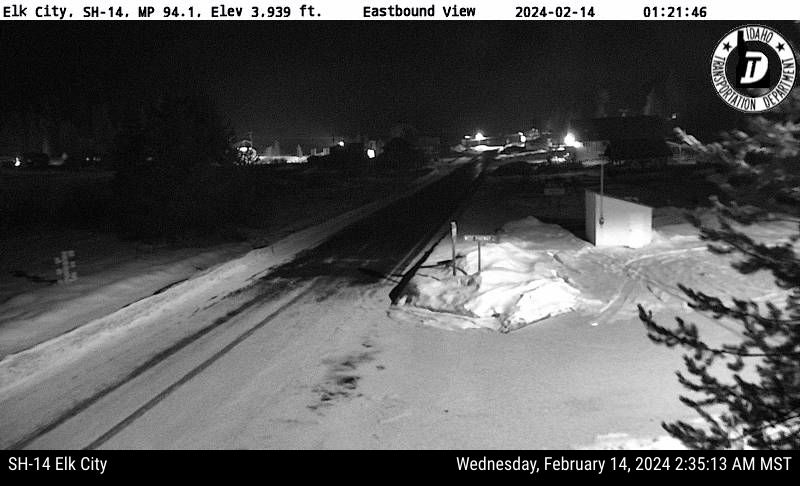 Elk City, SH-14, MP 94.1, Elev 3,939 ft. Eastbound View 2024-02-14 01:21:46
IDAHO
TRANSPORTATION DEPARTMENT
SH-14 Elk City Wednesday, February 14, 2024 2:35:13 AM MST